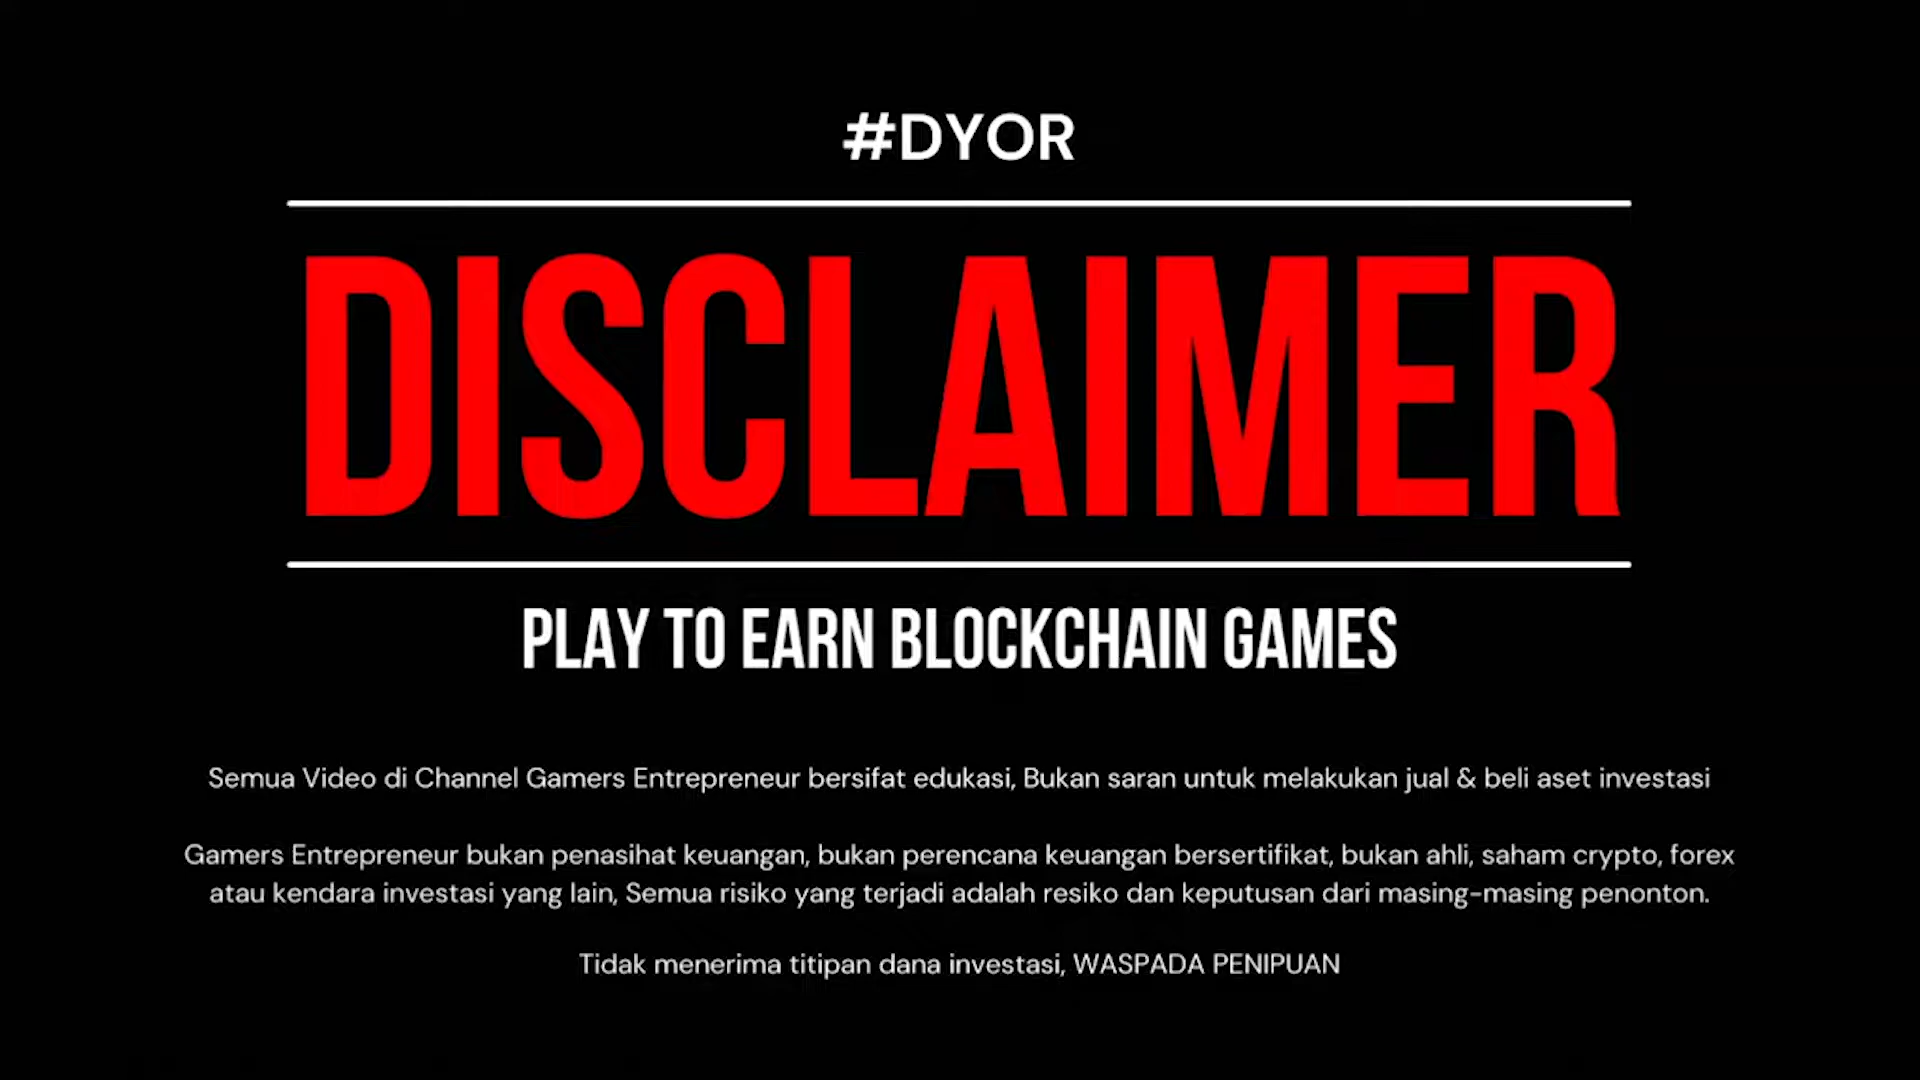 #DYOR
DISCLAIMER
PLAY TO EARN BLOCKCHAIN GAMES
Semua Video di Channel Gamers Entrepreneur bersifat edukasi, Bukan saran untuk melakukan jual & beli aset investasi
Gamers Entrepreneur bukan penasihat keuangan, bukan perencana keuangan bersertifikat, bukan ahli, saham crypto, forex
atau kendara investasi yang lain, Semua risiko yang terjadi adalah resiko dan keputusan dari masing-masing penonton.
Tidak menerima titipan dana investasi, WASPADA PENIPUAN